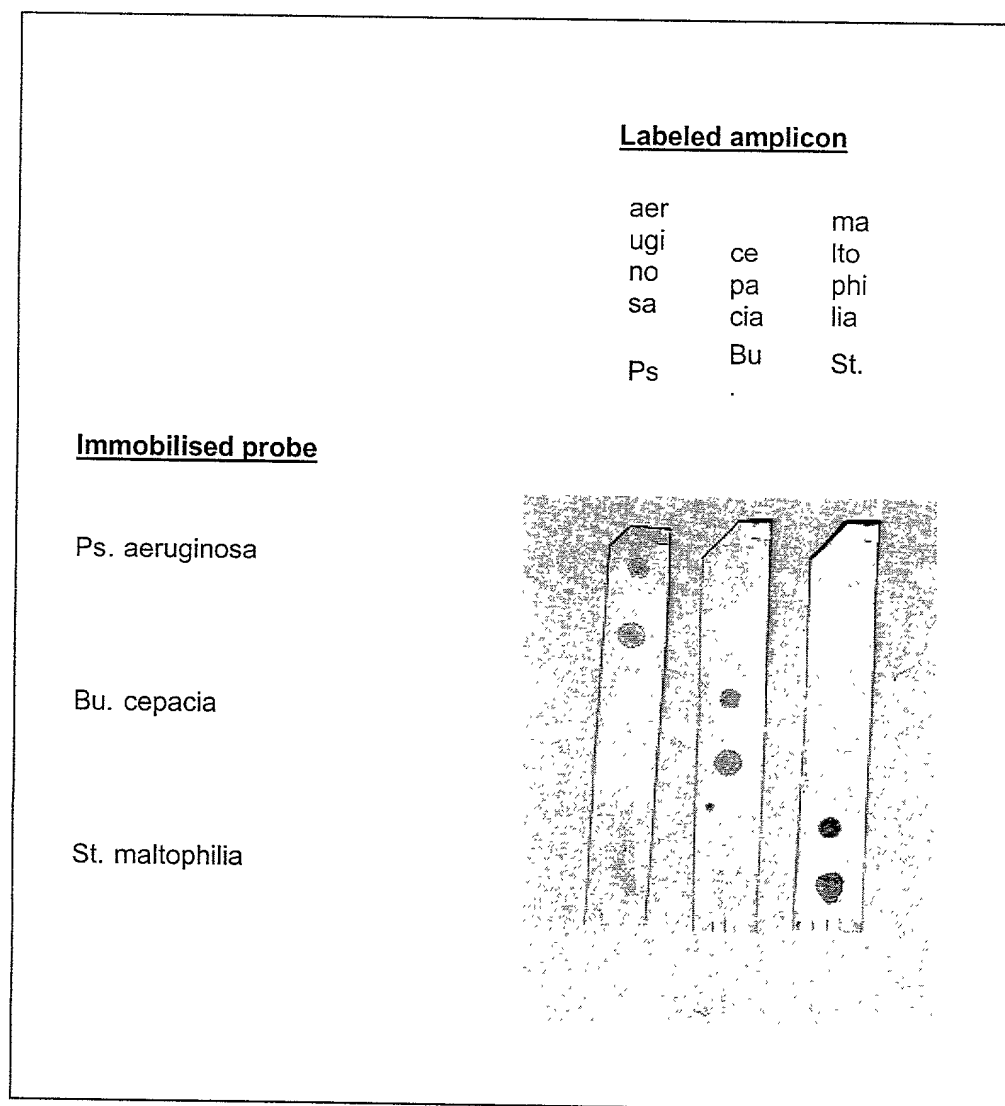 Labeled amplicon
aer
ugi
no
sa
Ps
ce
pa
cia
Bu
.
ma
lto
phi
lia
St.
Immobilised probe
Ps. aeruginosa
Bu. cepacia
St. maltophilia